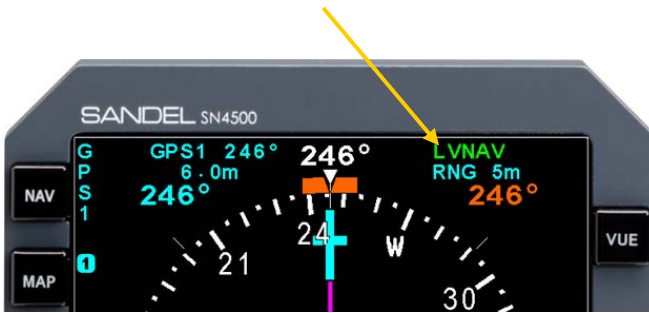 SANDEL SN4500
NAV
MAP
VUE
GPS1
1
GPS1 246°
6.0m
246°
246°
LVNAV
RNG 5m
246°
21
24
W
30